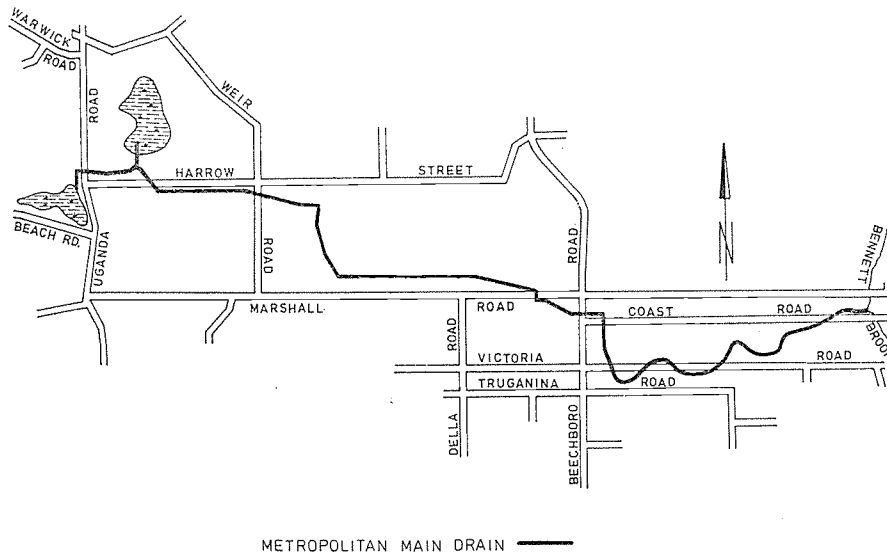 WARWICK
ROAD
ROAD
WEIR
HARROW
STREET
BEACH RD.
UGANDA
ROAD
ROAD
BENNETT
MARSHALL
ROAD
COAST
ROAD
BROOK
ROAD
VICTORIA
ROAD
TRUGANINA
ROAD
DELLA
BEECHBORO
N
METROPOLITAN MAIN DRAIN